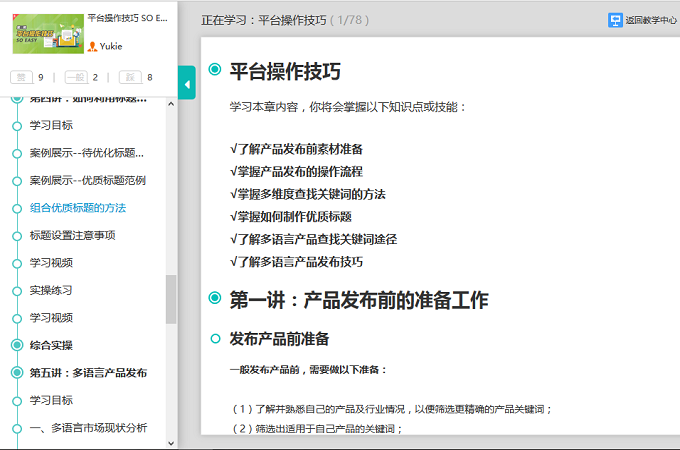 平台操作技巧 SO E...
Yukie
赞 9 | 一般 2 | 踩 8
第四讲：如何利用标题...
学习目标
案例展示--待优化标题...
案例展示--优质标题范例
组合优质标题的方法
标题设置注意事项
学习视频
实操练习
学习视频
综合实操
第五讲：多语言产品发布
学习目标
一、多语言市场现状分析
正在学习：平台操作技巧（ 1/78 ）
返回教学中心
平台操作技巧
学习本章内容，你将会掌握以下知识点或技能：
√了解产品发布前素材准备
√掌握产品发布的操作流程
√掌握多维度查找关键词的方法
√掌握如何制作优质标题
√了解多语言产品查找关键词途径
√了解多语言产品发布技巧
第一讲：产品发布前的准备工作
发布产品前准备
一般发布产品前，需要做以下准备：
（1）了解并熟悉自己的产品及行业情况，以便筛选更精确的产品关键词；
（2）筛选出适用于自己产品的关键词；